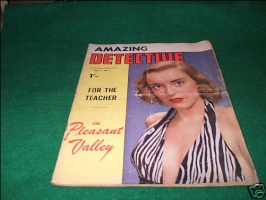 AMAZING
DETECTIVE
1/-
FOR THE
TEACHER
in
Pleasant
Valley